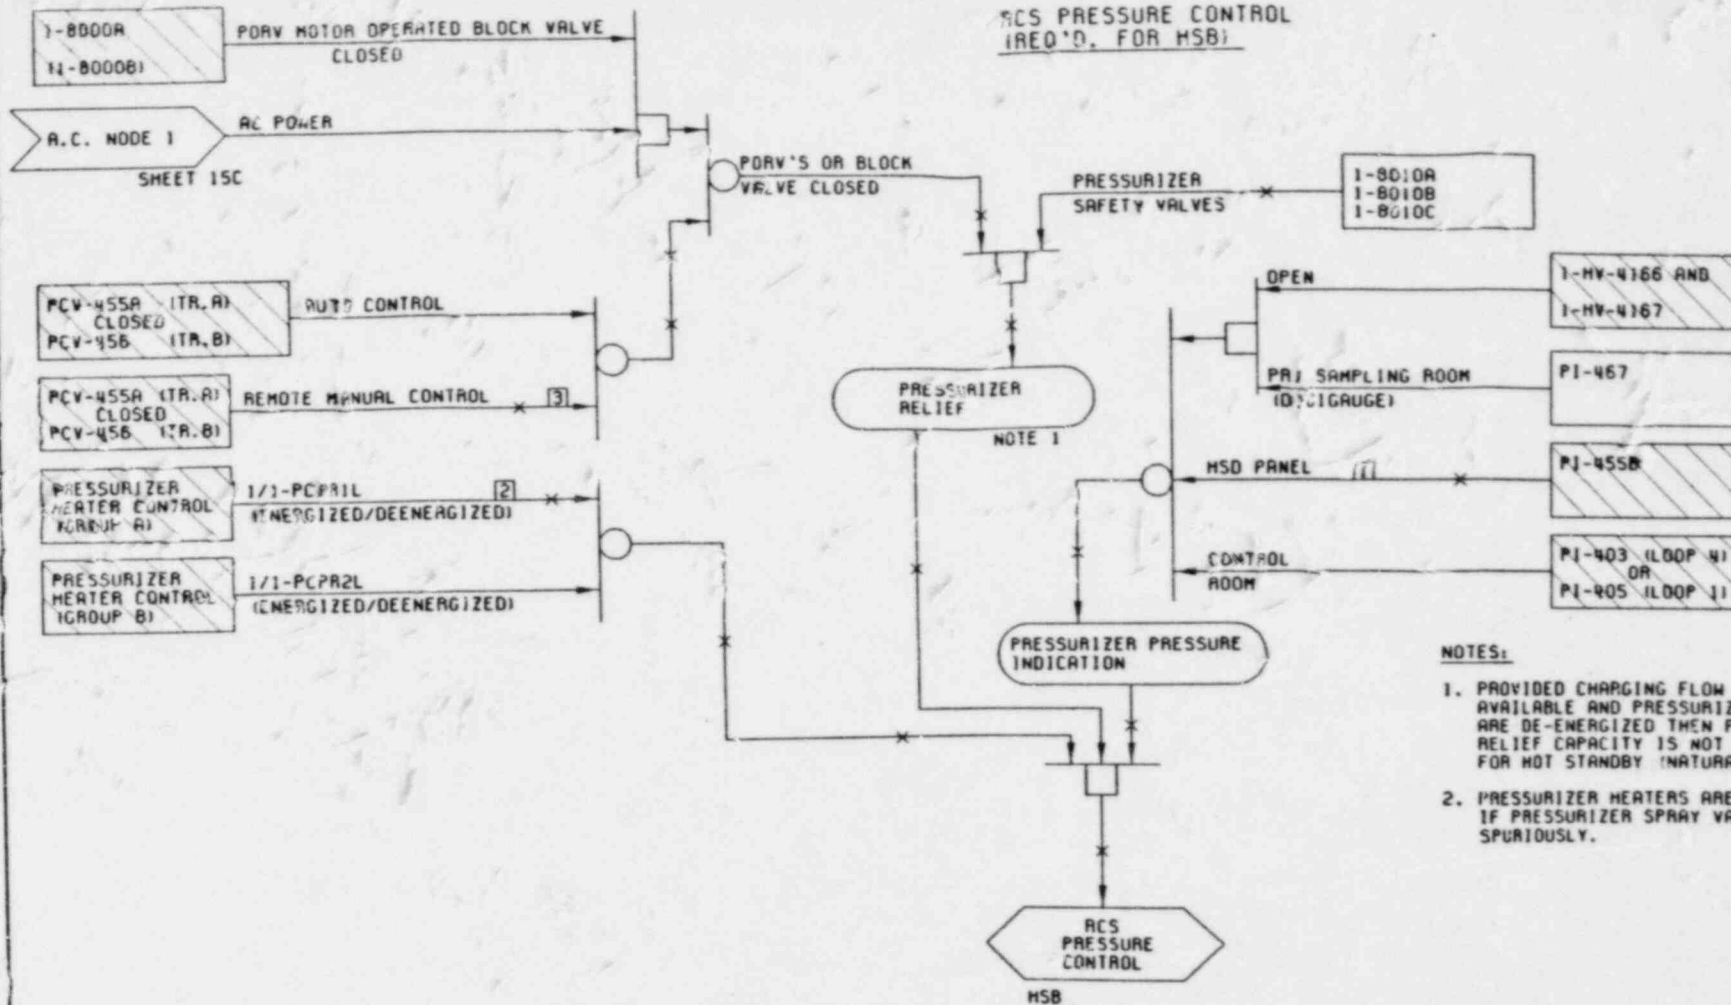 RCS PRESSURE CONTROL
(REQ'D. FOR HSB)
1-8000A
(1-8000B)
PORV MOTOR OPERATED BLOCK VALVE
CLOSED
A.C. NODE 1
AC POWER
SHEET 15C
PORV'S OR BLOCK
VALVE CLOSED
PRESSURIZER
SAFETY VALVES
1-8010A
1-8010B
1-8010C
PCV-455A (TR.A)
CLOSED
PCV-456 (TR.B)
AUTO CONTROL
PCV-455A (TR.A)
CLOSED
PCV-456 (TR.B)
REMOTE MANUAL CONTROL
3
PRESSURIZER
HEATER CONTROL
(GROUP A)
1/1-PCPR1L
2
(ENERGIZED/DEENERGIZED)
PRESSURIZER
HEATER CONTROL
(GROUP B)
1/1-PCPR2L
(ENERGIZED/DEENERGIZED)
PRESSURIZER
RELIEF
NOTE 1
OPEN
1-HV-4166 AND
1-HV-4167
PRI SAMPLING ROOM
(DIGIGAUGE)
PI-467
HSD PANEL
PI-455B
CONTROL
ROOM
PI-403 (LOOP 4)
OR
PI-405 (LOOP 1)
PRESSURIZER PRESSURE
INDICATION
RCS
PRESSURE
CONTROL
HSB
NOTES:
1. PROVIDED CHARGING FLOW
AVAILABLE AND
ARE DE-ENERGIZED THEN
RELIEF CAPACITY IS NOT
FOR HOT STANDBY
2. PRESSURIZER HEATERS ARE
IF PRESSURIZER SPRAY
SPURIOUSLY.